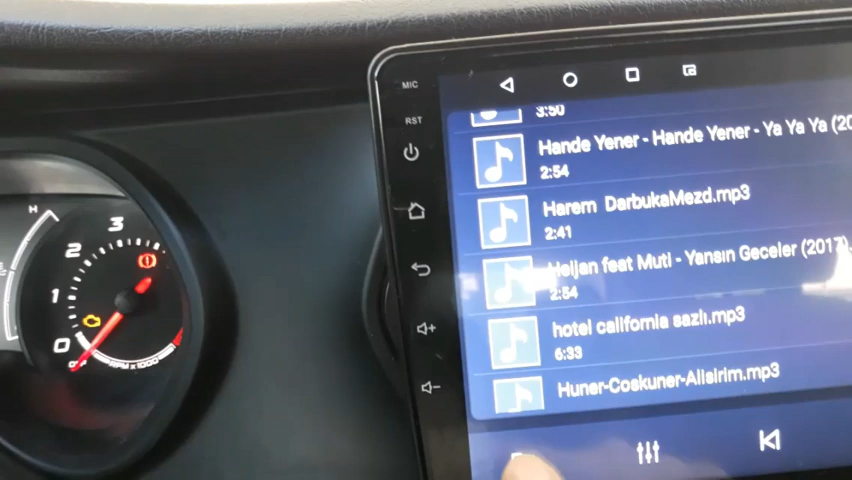 MIC
RST
3:50
Hande Yener - Hande Yener - Ya Ya Ya (20
2:54
Harem DarbukaMezd.mp3
2:41
Heijan feat Muti - Yansın Geceler (2017).
2:54
hotel california sazlı.mp3
6:33
Huner-Coskuner-Alisirim.mp3
H
3
2
1
0
RPM x 1000